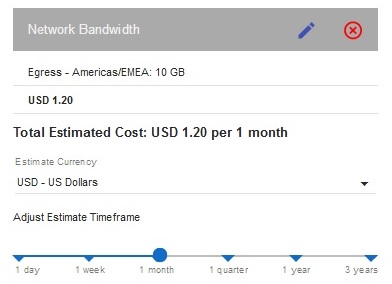 Network Bandwidth
Egress - Americas/EMEA: 10 GB
USD 1.20
Total Estimated Cost: USD 1.20 per 1 month
Estimate Currency
USD - US Dollars
Adjust Estimate Timeframe
1 day 1 week 1 month 1 quarter 1 year 3 years